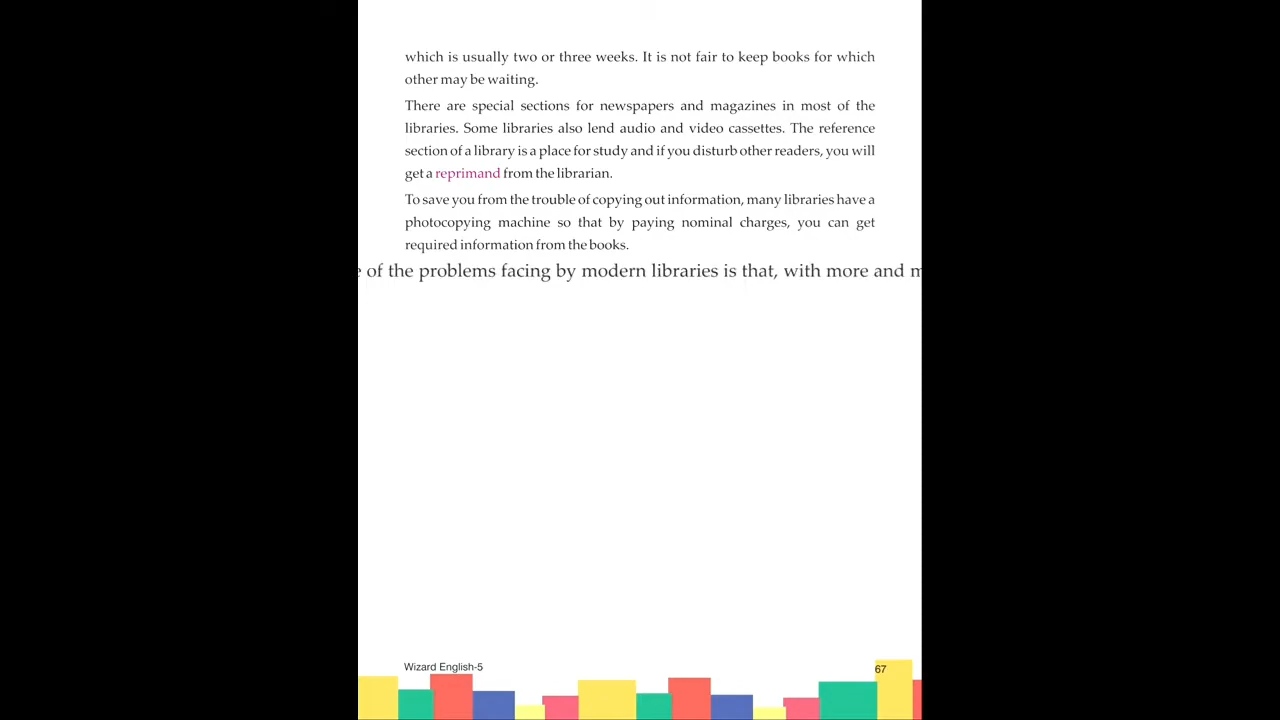 which is usually two or three weeks. It is not fair to keep books for which
other may be waiting.
There are special sections for newspapers and magazines in most of the
libraries. Some libraries also lend audio and video cassettes. The reference
section of a library is a place for study and if you disturb other readers, you will
get a reprimand from the librarian.
To save you from the trouble of copying out information, many libraries have a
photocopying machine so that by paying nominal charges, you can get
required information from the books.
of the problems facing by modern libraries is that, with more and
Wizard English-5
67